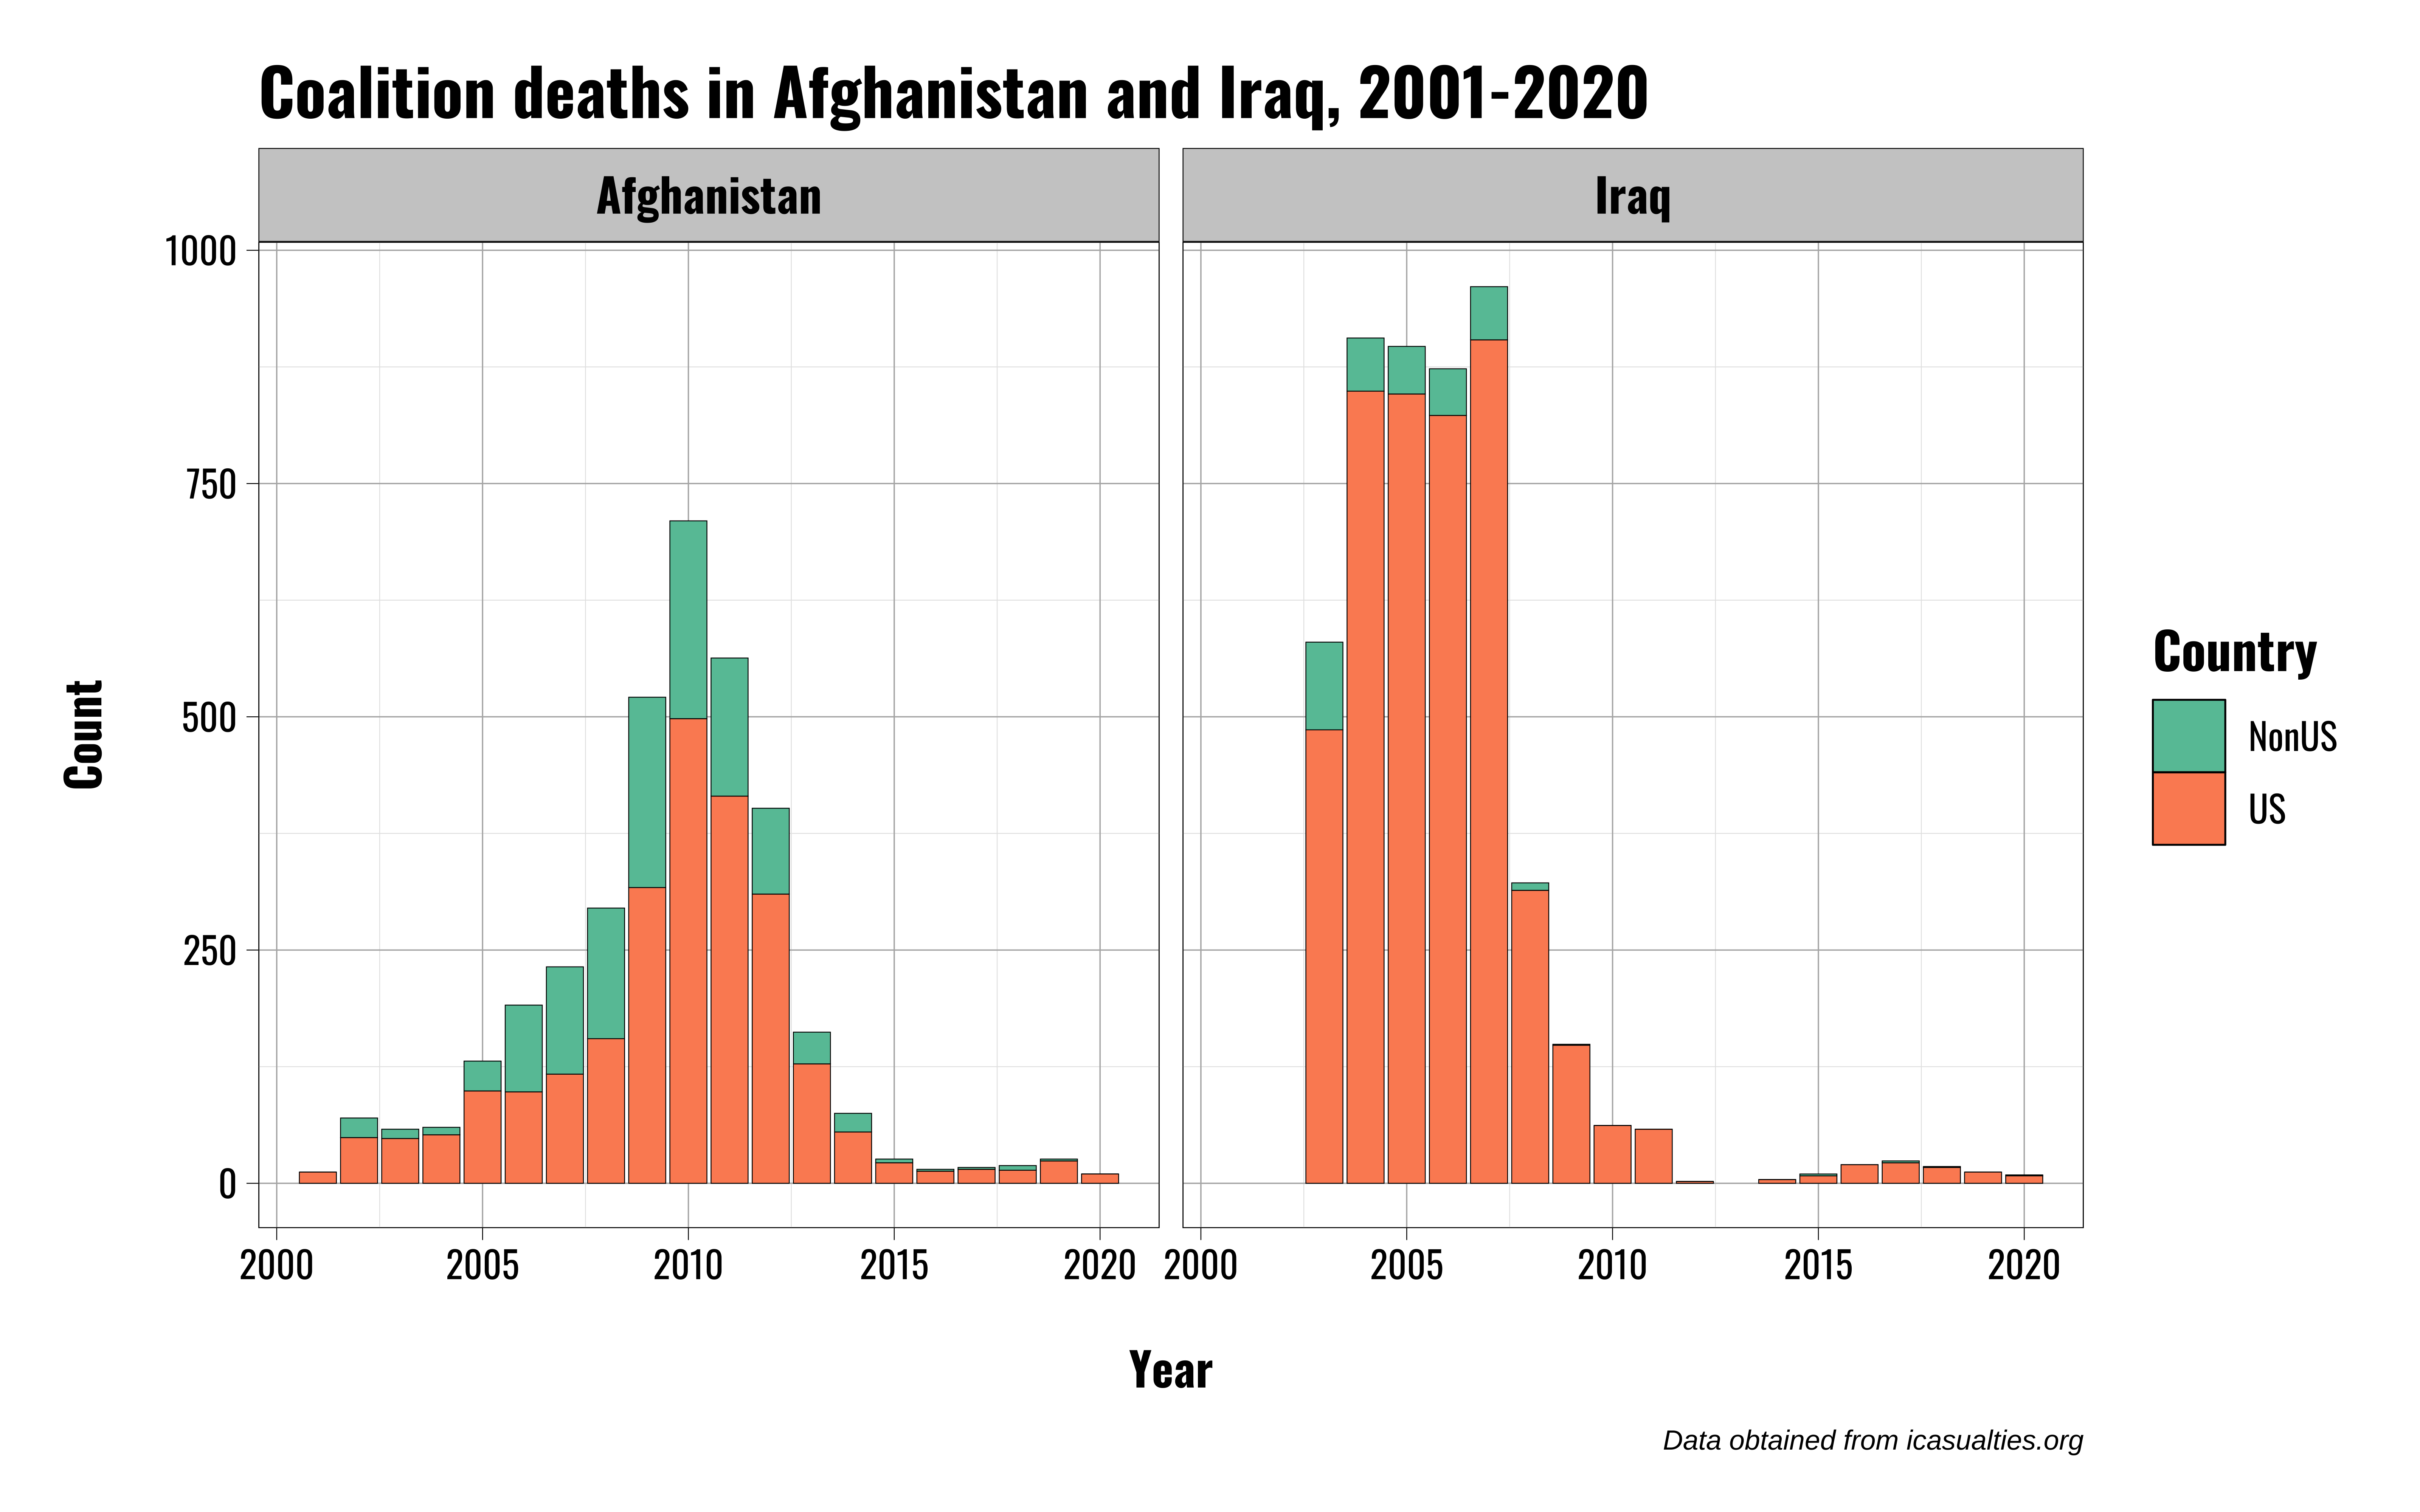 Coalition deaths in Afghanistan and Iraq, 2001-2020
Afghanistan
Iraq
1000
750
500
250
0
Count
2000 2005 2010 2015 2020
2000 2005 2010 2015 2020
Year
Country
NonUS
US
Data obtained from icasualties.org